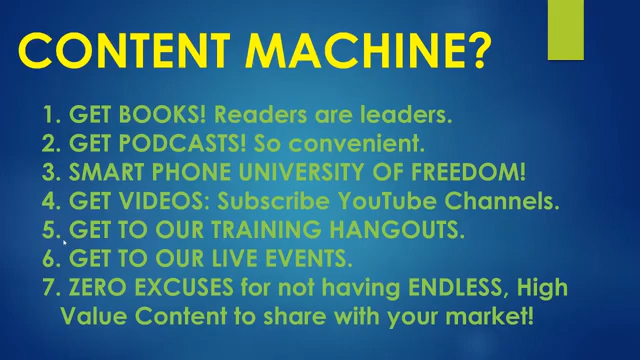 CONTENT MACHINE?
1. GET BOOKS! Readers are leaders.
2. GET PODCASTS! So convenient.
3. SMART PHONE UNIVERSITY OF FREEDOM!
4. GET VIDEOS: Subscribe YouTube Channels.
5. GET TO OUR TRAINING HANGOUTS.
6. GET TO OUR LIVE EVENTS.
7. ZERO EXCUSES for not having ENDLESS, High
Value Content to share with your market!